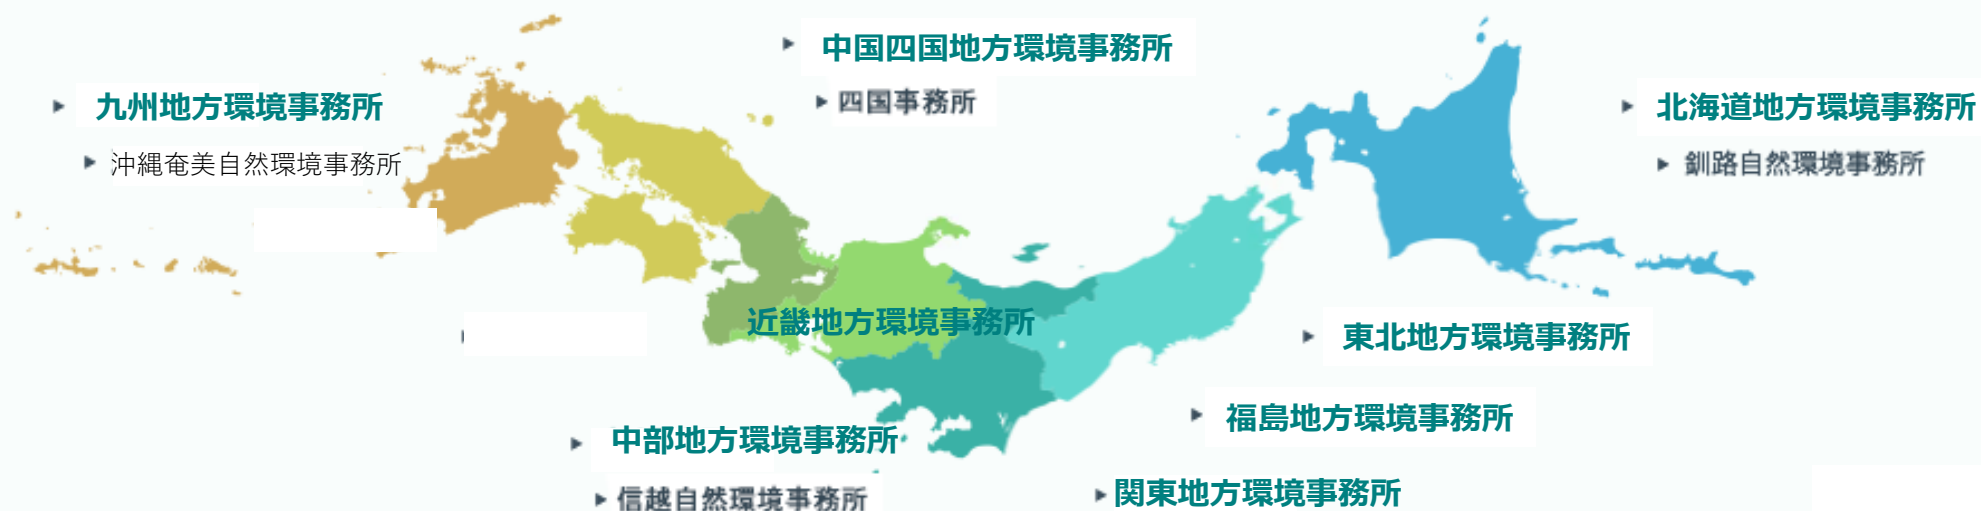 中国四国地方環境事務所
四国事務所
九州地方環境事務所
沖縄奄美自然環境事務所
北海道地方環境事務所
釧路自然環境事務所
近畿地方環境事務所
東北地方環境事務所
福島地方環境事務所
中部地方環境事務所
信越自然環境事務所
関東地方環境事務所